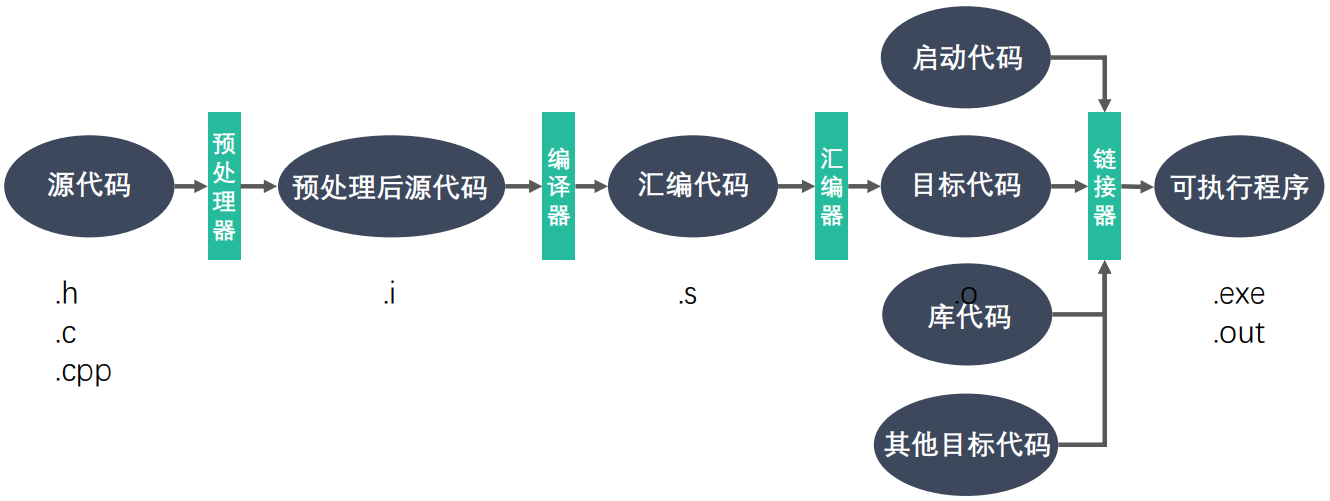 启动代码
源代码
预处理器
预处理后源代码
编译器
汇编代码
汇编器
目标代码
链接器
可执行程序
.h
.c
.cpp
.i
.s
.o
库代码
.exe
.out
其他目标代码